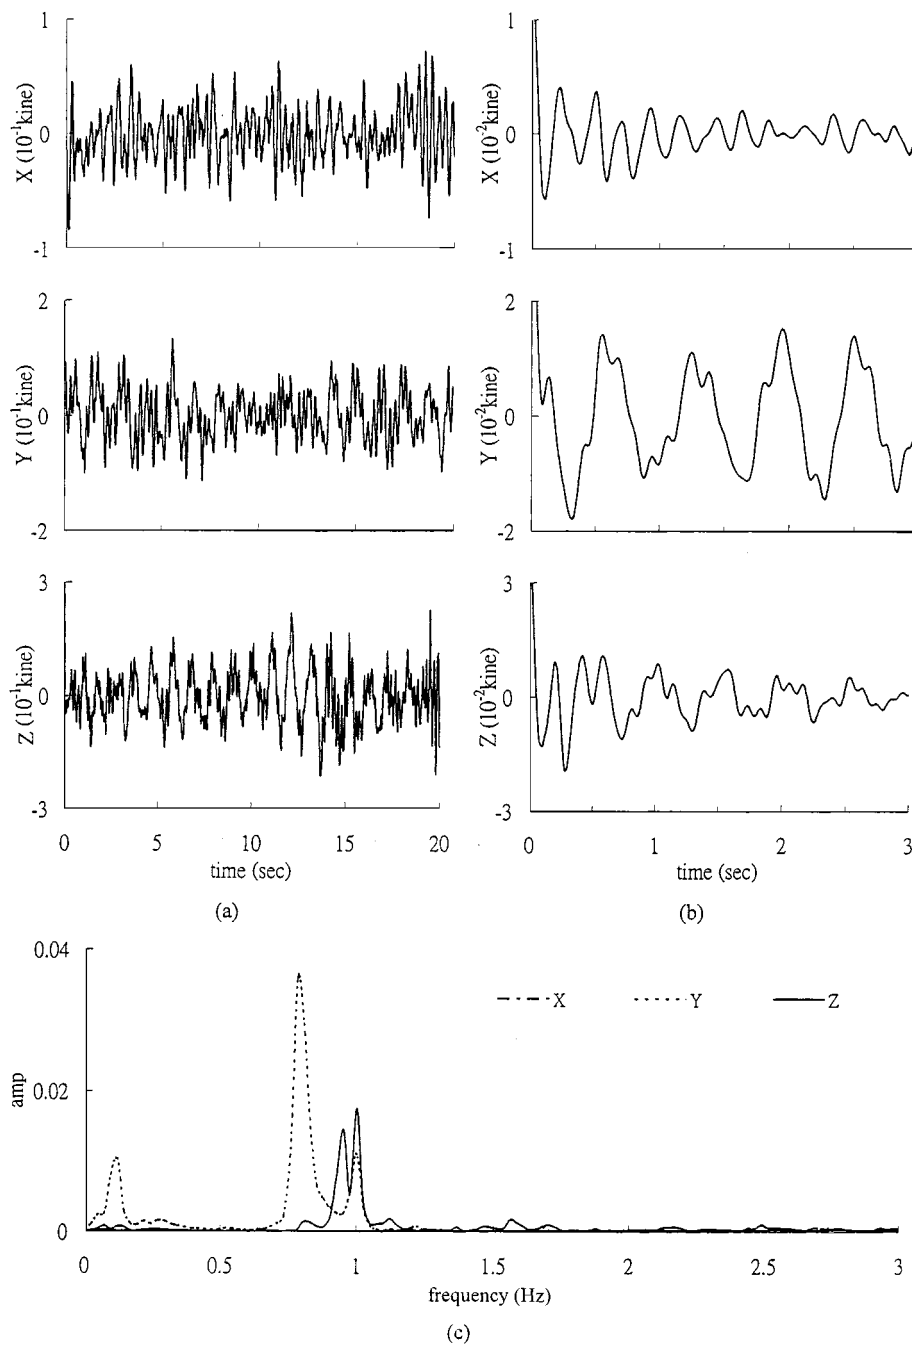 1
0
-1
X (10⁻¹kine)
1
0
-1
X (10⁻²kine)
2
0
-2
Y (10⁻¹kine)
2
0
-2
Y (10⁻²kine)
3
0
-3
Z (10⁻¹kine)
0 5 10 15 20
time (sec)
(a)
3
0
-3
Z (10⁻²kine)
0 1 2 3
time (sec)
(b)
0.04
0.02
0
amp
X Y Z
0 0.5 1 1.5 2 2.5 3
frequency (Hz)
(c)